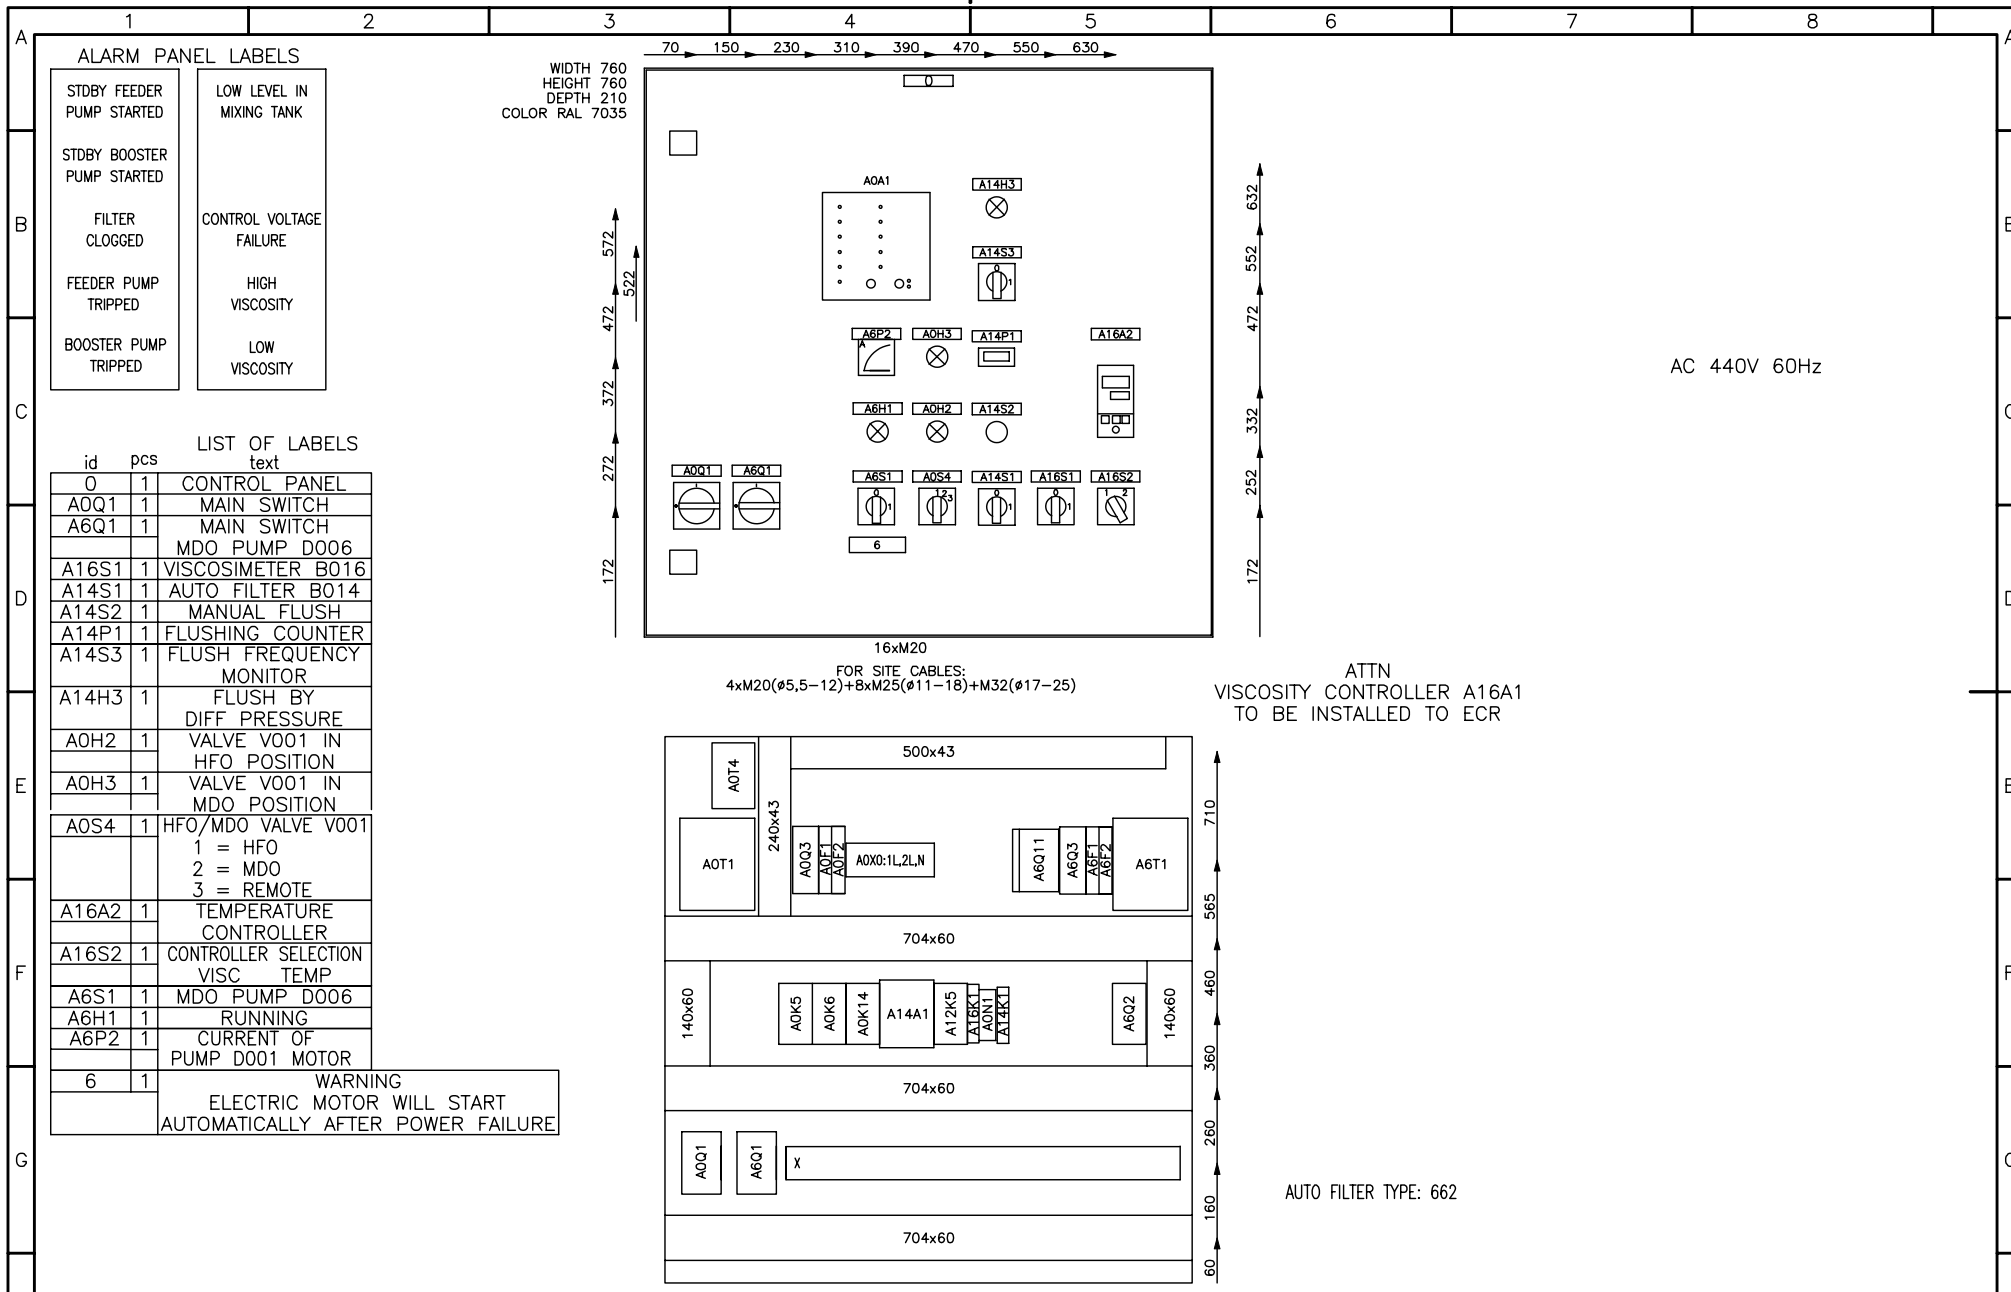 1 2 3 4 5 6 7 8
A
B
C
D
E
F
G
ALARM PANEL LABELS
STDBY FEEDER
PUMP STARTED
STDBY BOOSTER
PUMP STARTED
FILTER
CLOGGED
FEEDER PUMP
TRIPPED
BOOSTER PUMP
TRIPPED
LOW LEVEL IN
MIXING TANK
CONTROL VOLTAGE
FAILURE
HIGH
VISCOSITY
LOW
VISCOSITY
LIST OF LABELS
id pcs text
0 1 CONTROL PANEL
A0Q1 1 MAIN SWITCH
A6Q1 1 MAIN SWITCH
MDO PUMP D006
A16S1 1 VISCOSIMETER B016
A14S1 1 AUTO FILTER B014
A14S2 1 MANUAL FLUSH
A14P1 1 FLUSHING COUNTER
A14S3 1 FLUSH FREQUENCY
MONITOR
A14H3 1 FLUSH BY
DIFF PRESSURE
A0H2 1 VALVE V001 IN
HFO POSITION
A0H3 1 VALVE V001 IN
MDO POSITION
A0S4 1 HFO/MDO VALVE V001
1 = HFO
2 = MDO
3 = REMOTE
A16A2 1 TEMPERATURE
CONTROLLER
A16S2 1 CONTROLLER SELECTION
VISC TEMP
A6S1 1 MDO PUMP D006
A6H1 1 RUNNING
A6P2 1 CURRENT OF
PUMP D001 MOTOR
6 1 WARNING
ELECTRIC MOTOR WILL START
AUTOMATICALLY AFTER POWER FAILURE
70 150 230 310 390 470 550 630
WIDTH 760
HEIGHT 760
DEPTH 210
COLOR RAL 7035
0
A0A1
A14H3
A14S3
0
1
A6P2 A0H3 A14P1 A16A2
A
A6H1 A0H2 A14S2
A0Q1 A6Q1 A6S1 A0S4 A14S1 A16S1 A16S2
0 1
1 2 3
0 1
0 1
1 2
6
572
522
472
372
272
172
632
552
472
332
252
172
16xM20
FOR SITE CABLES:
4xM20(ø5,5-12)+8xM25(ø11-18)+M32(ø17-25)
AC 440V 60Hz
ATTN
VISCOSITY CONTROLLER A16A1
TO BE INSTALLED TO ECR
500x43
A0T4
240x43
A0T1
A0Q3
A0F1
A0F2
A0X0:1L,2L,N
A6Q11
A6Q3
A6F1
A6F2
A6T1
704x60
140x60
A0K5
A0K6
A0K14
A14A1
A12K5
A16K1
A0N1
A14K1
A6Q2
140x60
704x60
A0Q1
A6Q1
X
704x60
710
565
460
360
260
160
60
AUTO FILTER TYPE: 662